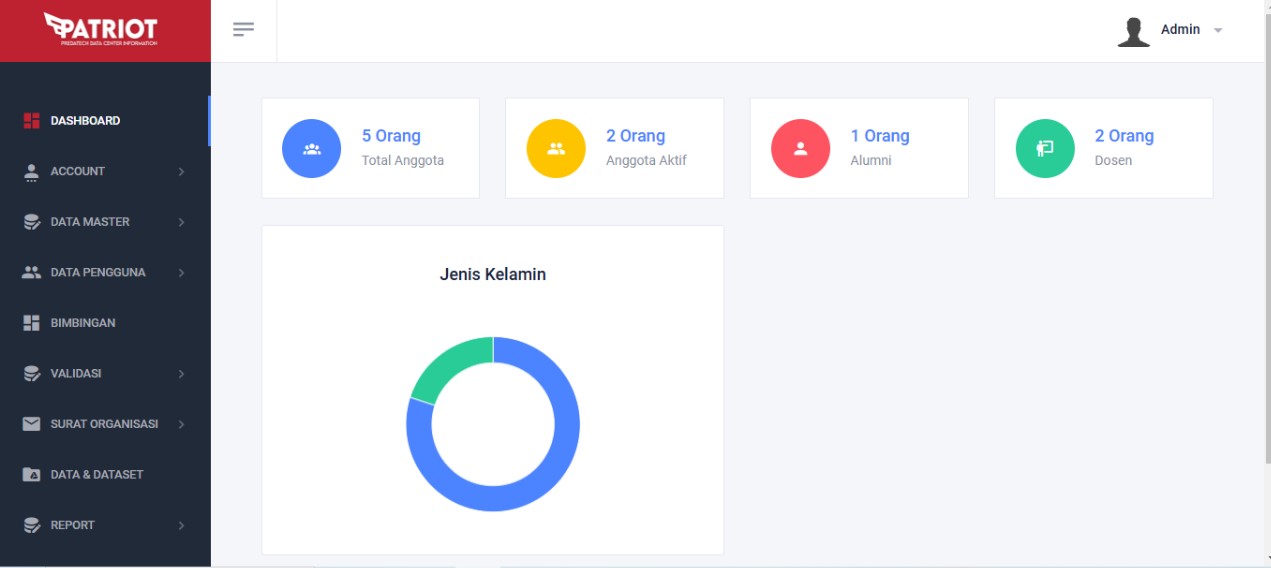 PATRIOT
PREDATECH DATA CENTER INFORMATION
Admin
DASHBOARD
ACCOUNT
DATA MASTER
DATA PENGGUNA
BIMBINGAN
VALIDASI
SURAT ORGANISASI
DATA & DATASET
REPORT
5 Orang
Total Anggota
2 Orang
Anggota Aktif
1 Orang
Alumni
2 Orang
Dosen
Jenis Kelamin